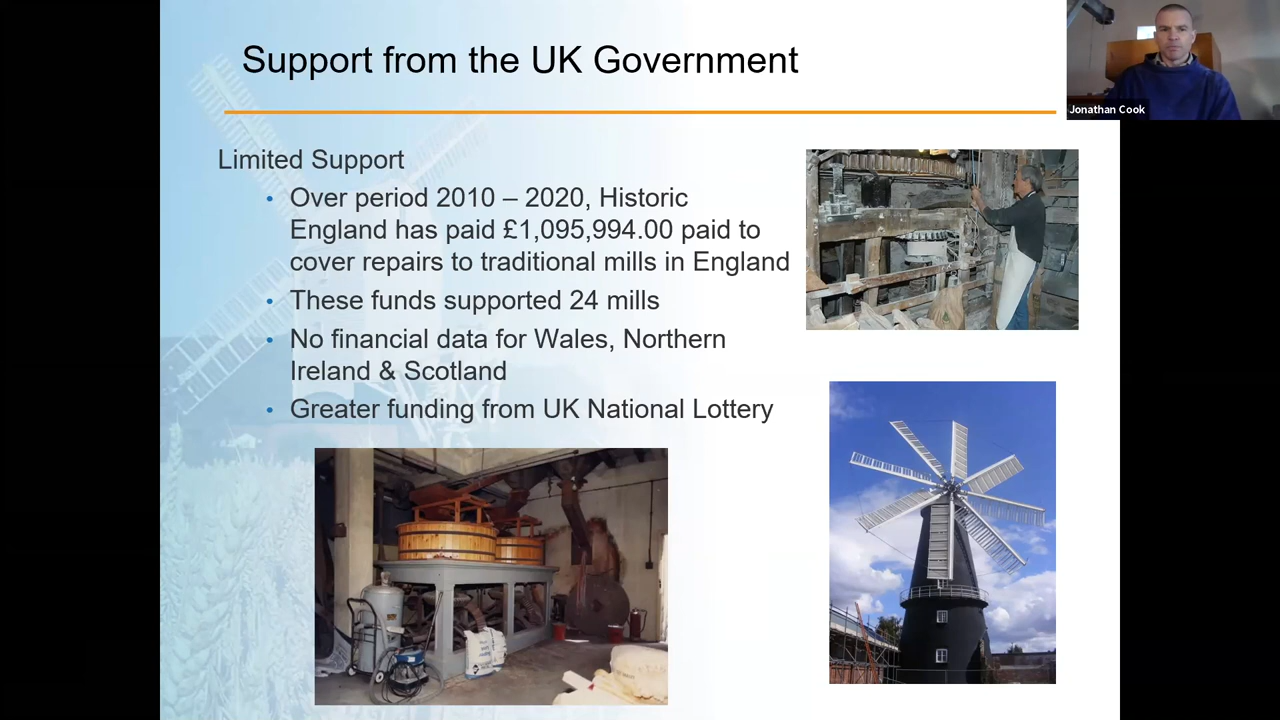 Support from the UK Government
Jonathan Cook
Limited Support
• Over period 2010 – 2020, Historic
England has paid £1,095,994.00 paid to
cover repairs to traditional mills in England
• These funds supported 24 mills
• No financial data for Wales, Northern
Ireland & Scotland
• Greater funding from UK National Lottery